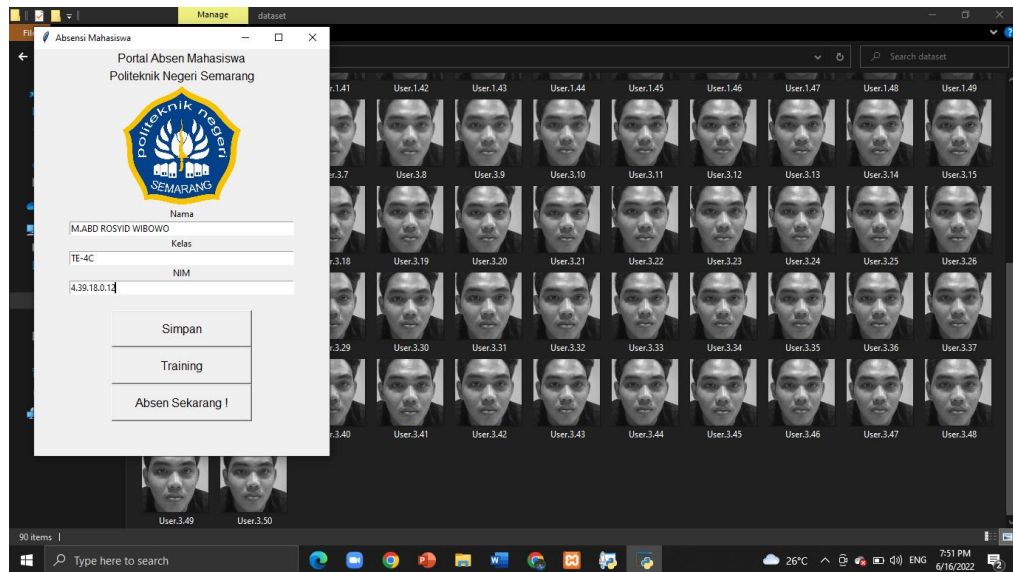 Manage
dataset
Absensi Mahasiswa
Portal Absen Mahasiswa
Politeknik Negeri Semarang
politeknik negeri
SEMARANG
Nama
M.ABD ROSYID WIBOWO
Kelas
TE-4C
NIM
4.39.18.0.12
Simpan
Training
Absen Sekarang !
Search dataset
r.1.41 User.1.42 User.1.43 User.1.44 User.1.45 User.1.46 User.1.47 User.1.48 User.1.49
er.3.7 User.3.8 User.3.9 User.3.10 User.3.11 User.3.12 User.3.13 User.3.14 User.3.15
r.3.18 User.3.19 User.3.20 User.3.21 User.3.22 User.3.23 User.3.24 User.3.25 User.3.26
r.3.29 User.3.30 User.3.31 User.3.32 User.3.33 User.3.34 User.3.35 User.3.36 User.3.37
r.3.40 User.3.41 User.3.42 User.3.43 User.3.44 User.3.45 User.3.46 User.3.47 User.3.48
User.3.49 User.3.50
90 items
Type here to search
26°C ENG 7:51 PM
6/16/2022